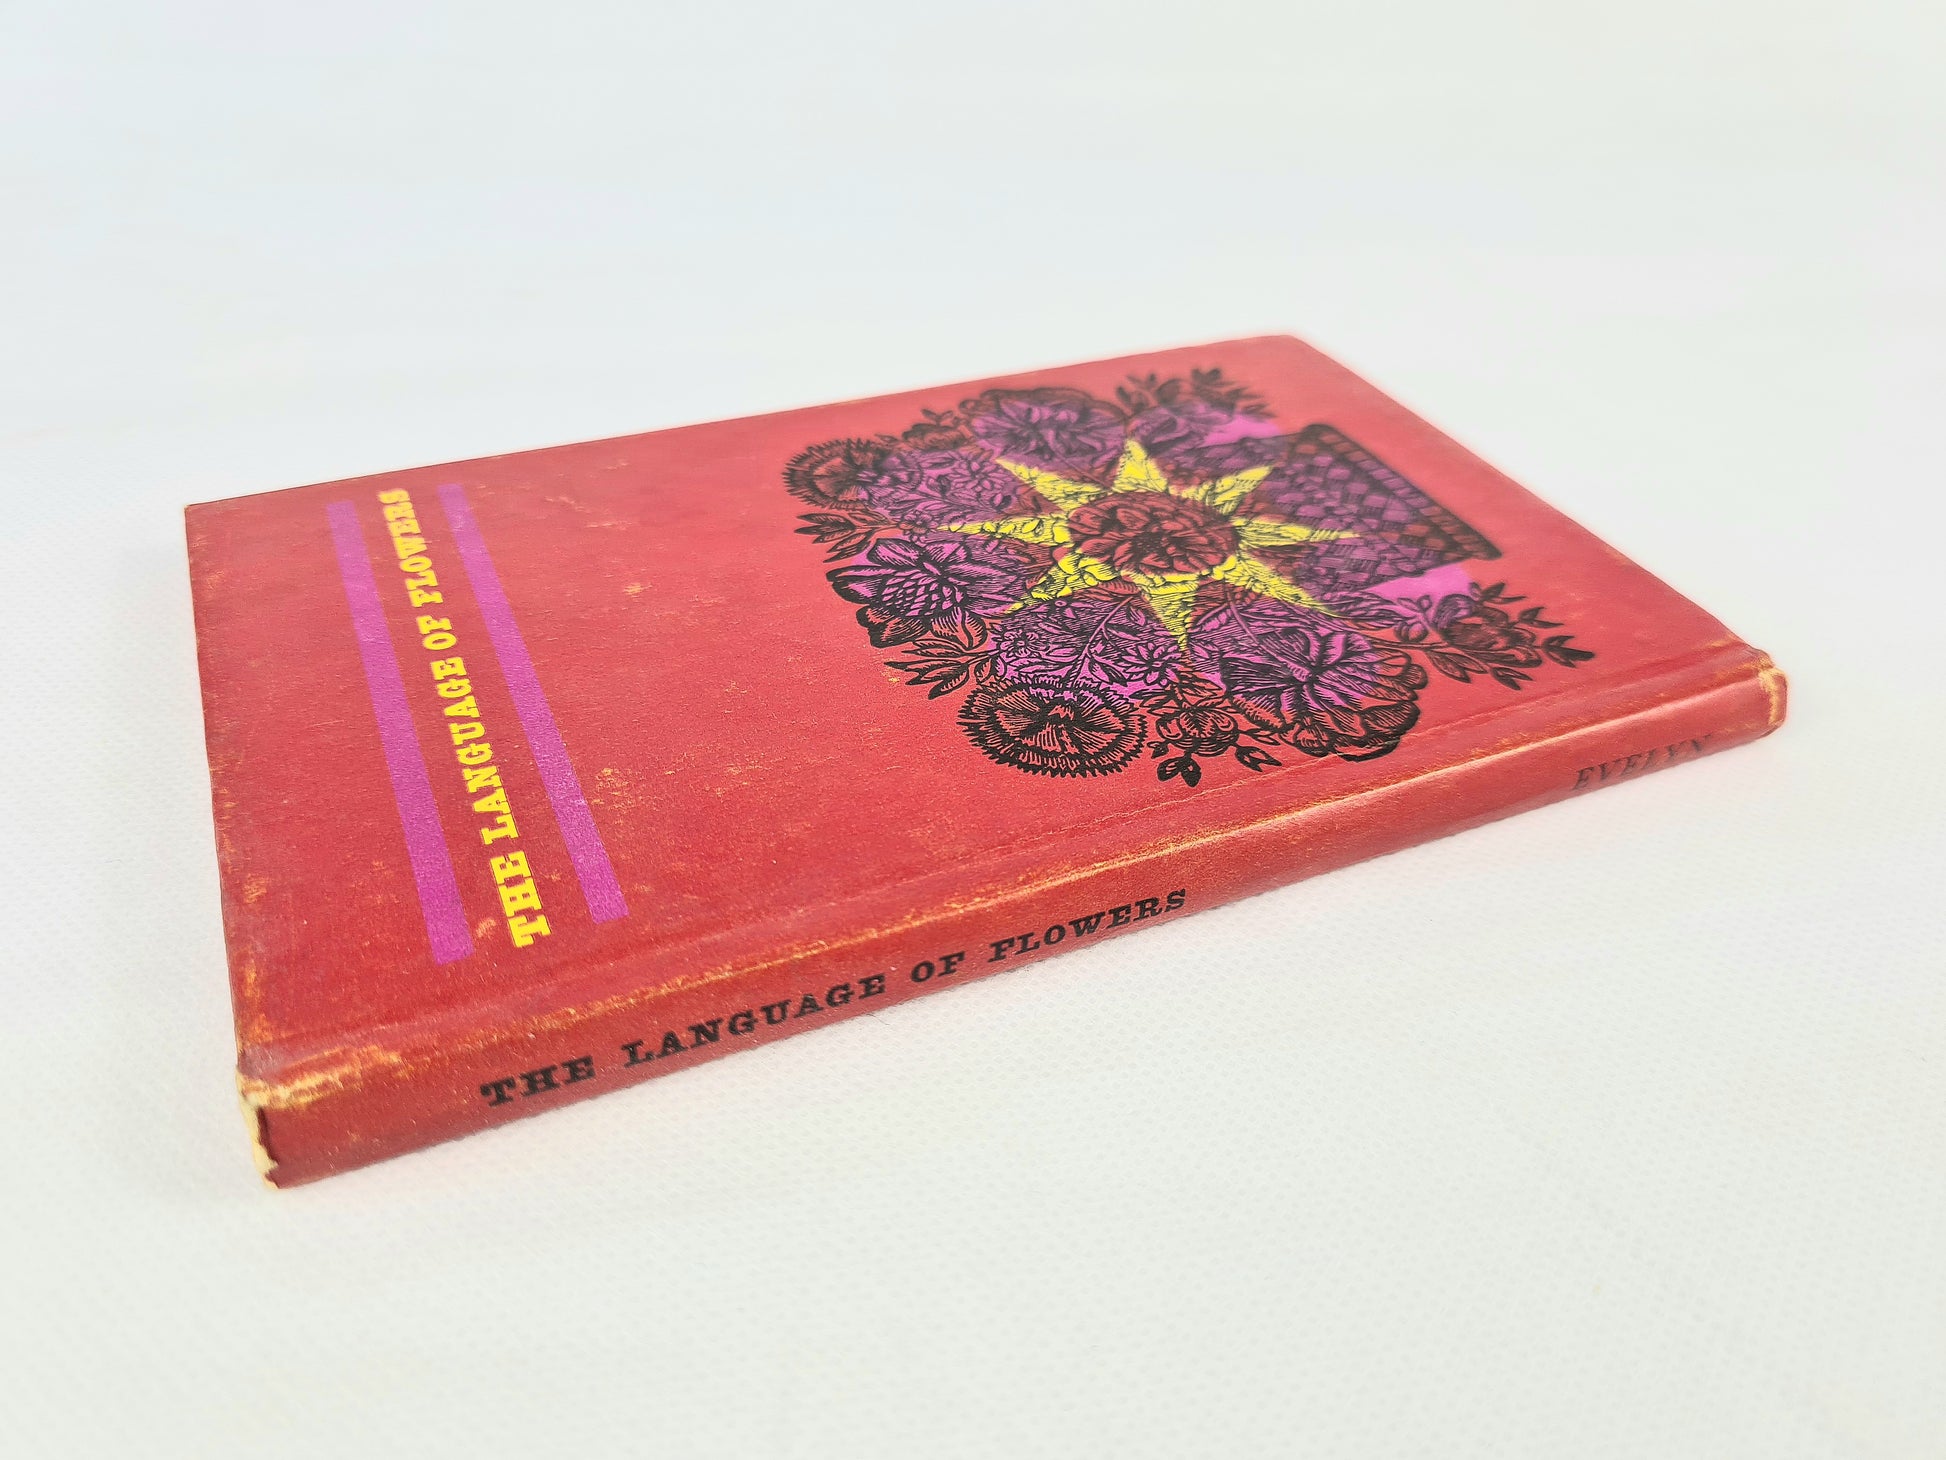 THE LANGUAGE OF FLOWERS
THE LANGUAGE OF FLOWERS
EVELYN